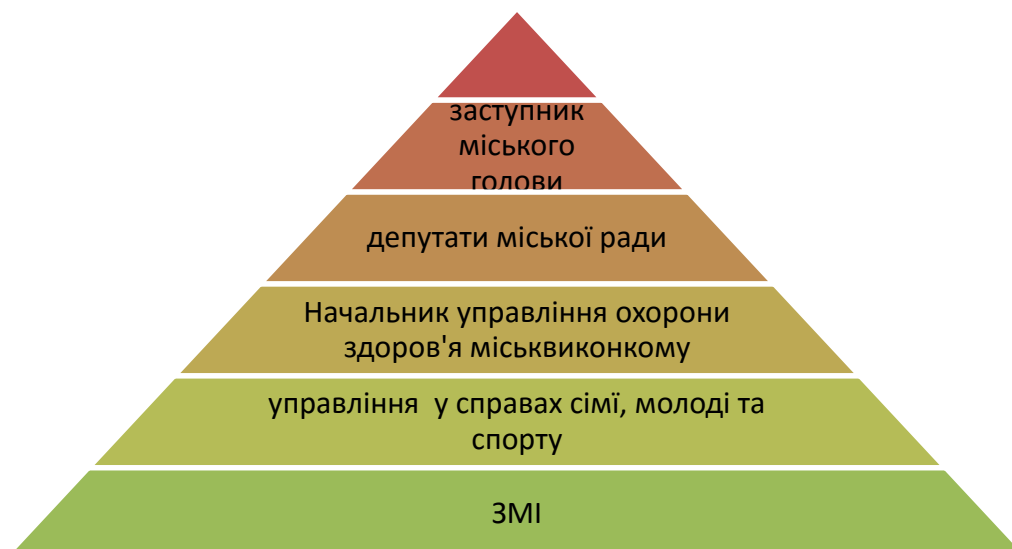 заступник
міського
голови
депутати міської ради
Начальник управління охорони
здоров'я міськвиконкому
управління  у справах сімї, молоді та
спорту
ЗМІ